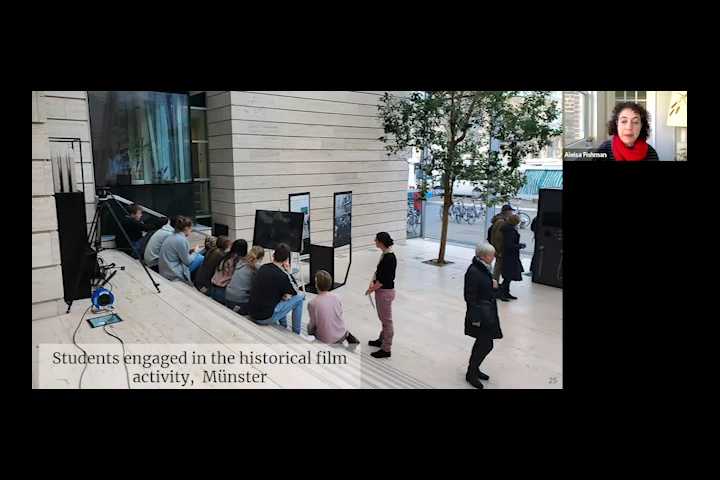 Aleisa Fishman
Students engaged in the historical film
activity, Münster
25